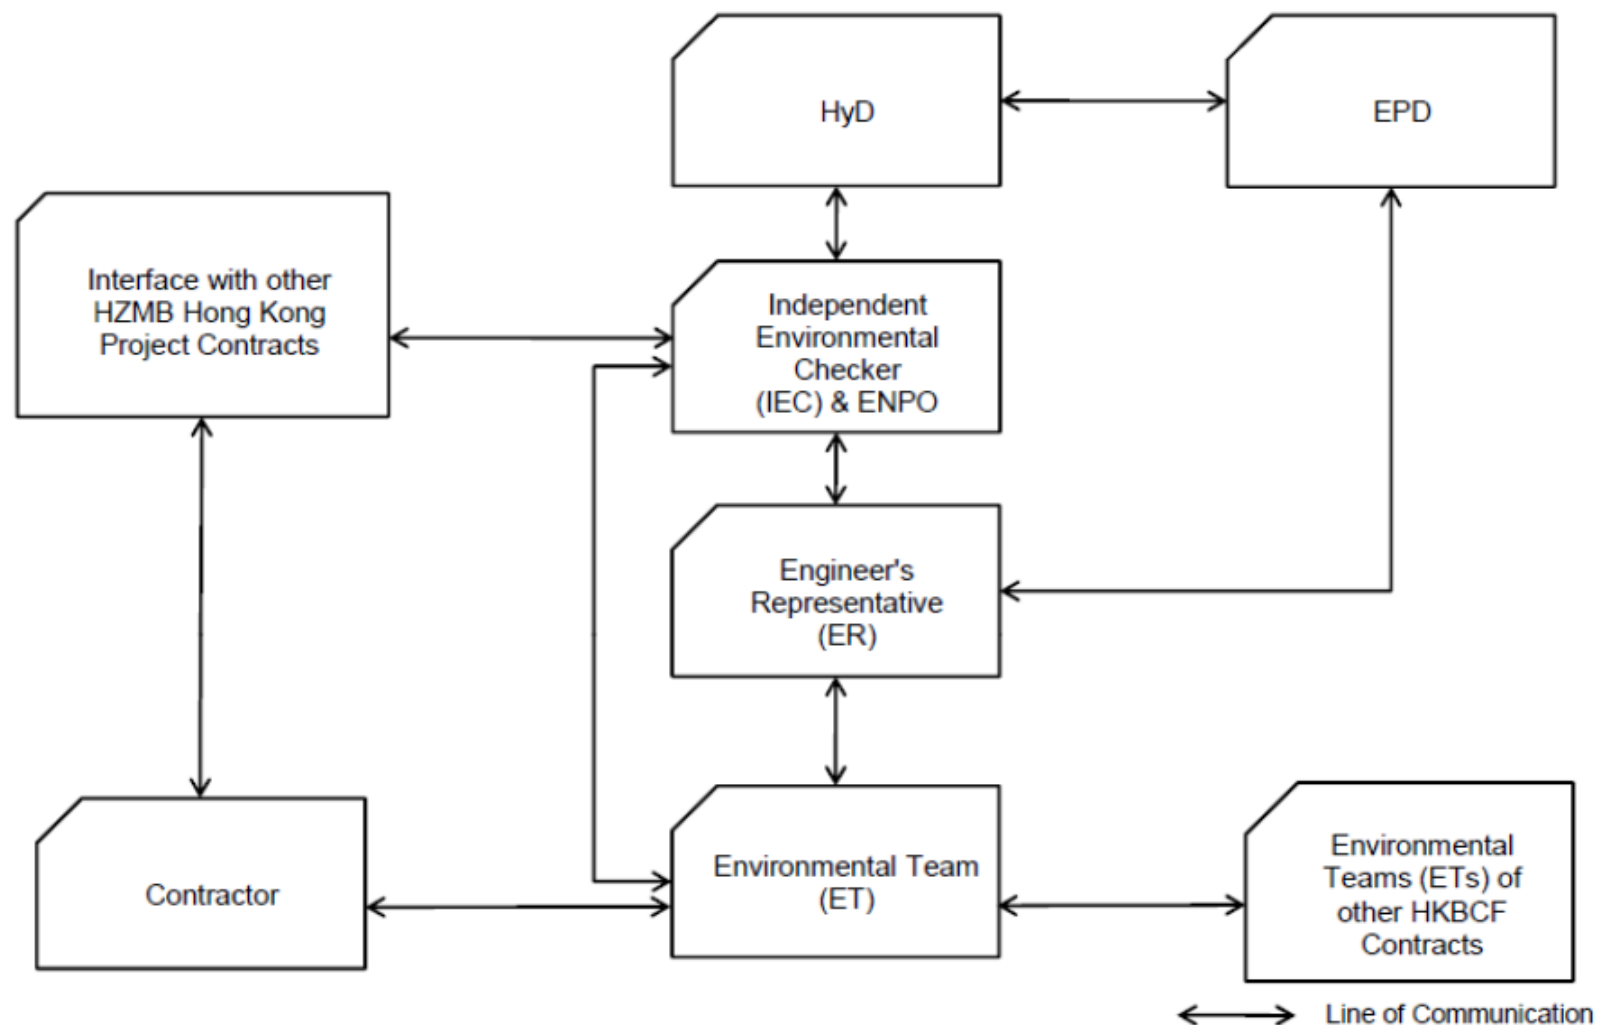 HyD
EPD
Interface with other
HZMB Hong Kong
Project Contracts
Independent
Environmental
Checker
(IEC) & ENPO
Engineer's
Representative
(ER)
Contractor
Environmental Team
(ET)
Environmental
Teams (ETs) of
other HKBCF
Contracts
Line of Communication